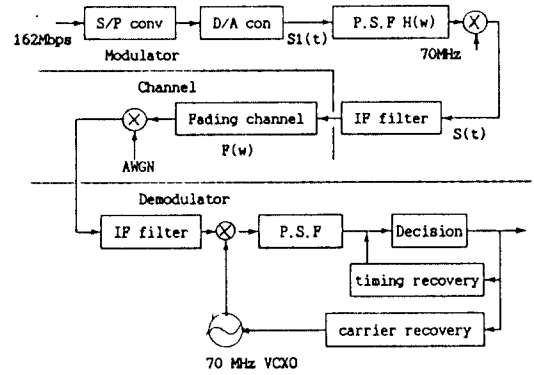 S/P conv
D/A con
P.S.F H(w)
162Mbps
S1(t)
70MHz
Modulator
Channel
Fading channel
IF filter
S(t)
F(w)
AWGN
Demodulator
IF filter
P.S.F
Decision
timing recovery
carrier recovery
70 MHz VCXO